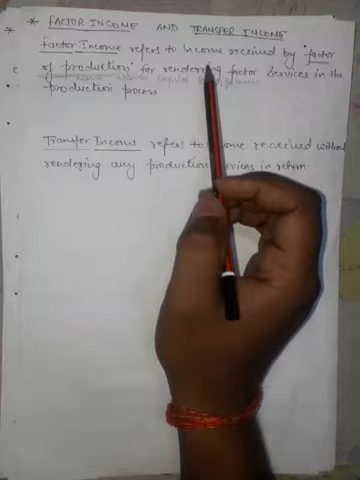 * FACTOR INCOME AND TRANSFER INCOME
factor Income refers to Income received by "factor
of production" for rendering factor services in the
production process
Transfer Income refers to income received without
rendering any production services in return